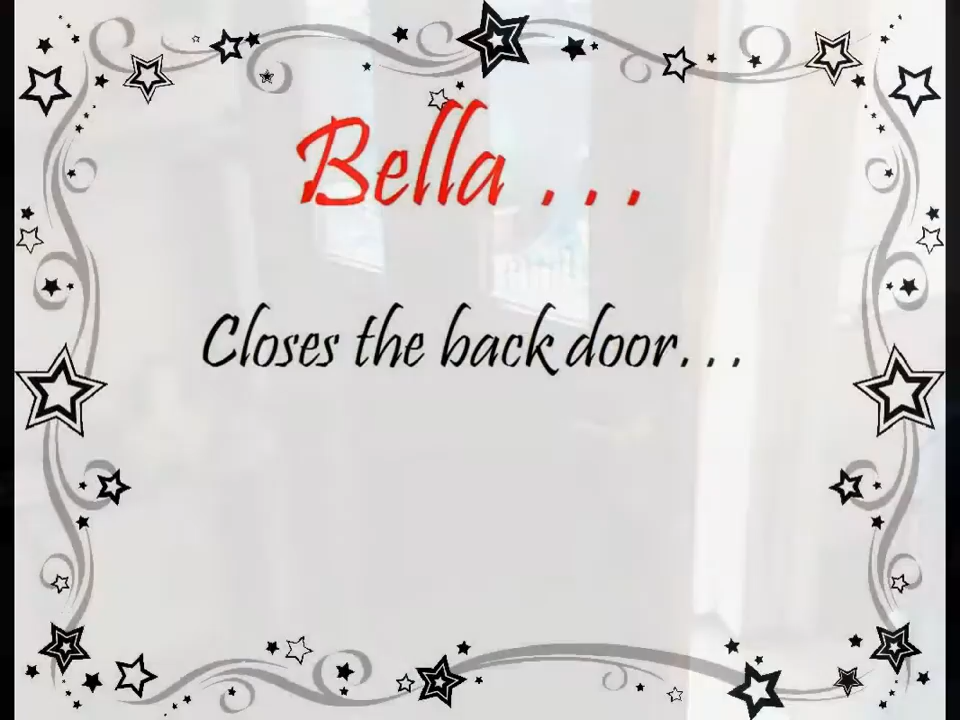 Bella . . .
Closes the back door. . .